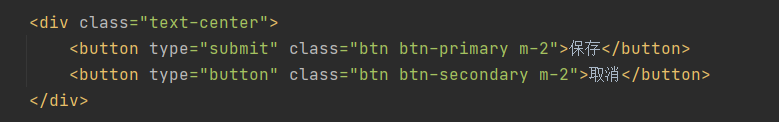 <div class="text-center">
    <button type="submit" class="btn btn-primary m-2">保存</button>
    <button type="button" class="btn btn-secondary m-2">取消</button>
</div>